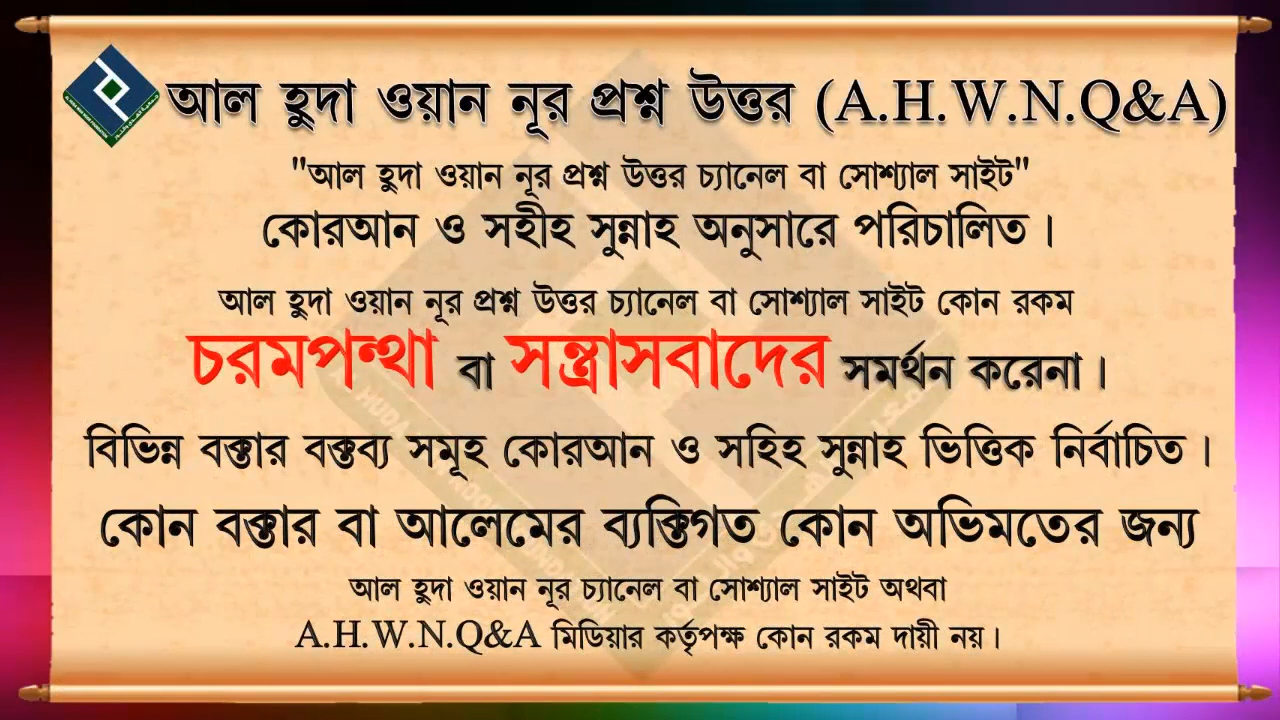 আল হুদা ওয়ান নূর প্রশ্ন উত্তর (A.H.W.N.Q&A)
"আল হুদা ওয়ান নূর প্রশ্ন উত্তর চ্যানেল বা সোশ্যাল সাইট"
কোরআন ও সহীহ সুন্নাহ অনুসারে পরিচালিত।
আল হুদা ওয়ান নূর প্রশ্ন উত্তর চ্যানেল বা সোশ্যাল সাইট কোন রকম
চরমপন্থা বা সন্ত্রাসবাদের সমর্থন করেনা।
বিভিন্ন বক্তার বক্তব্য সমূহ কোরআন ও সহিহ সুন্নাহ ভিত্তিক নির্বাচিত।
কোন বক্তার বা আলেমের ব্যক্তিগত কোন অভিমতের জন্য
আল হুদা ওয়ান নূর চ্যানেল বা সোশ্যাল সাইট অথবা
A.H.W.N.Q&A মিডিয়ার কর্তৃপক্ষ কোন রকম দায়ী নয়।